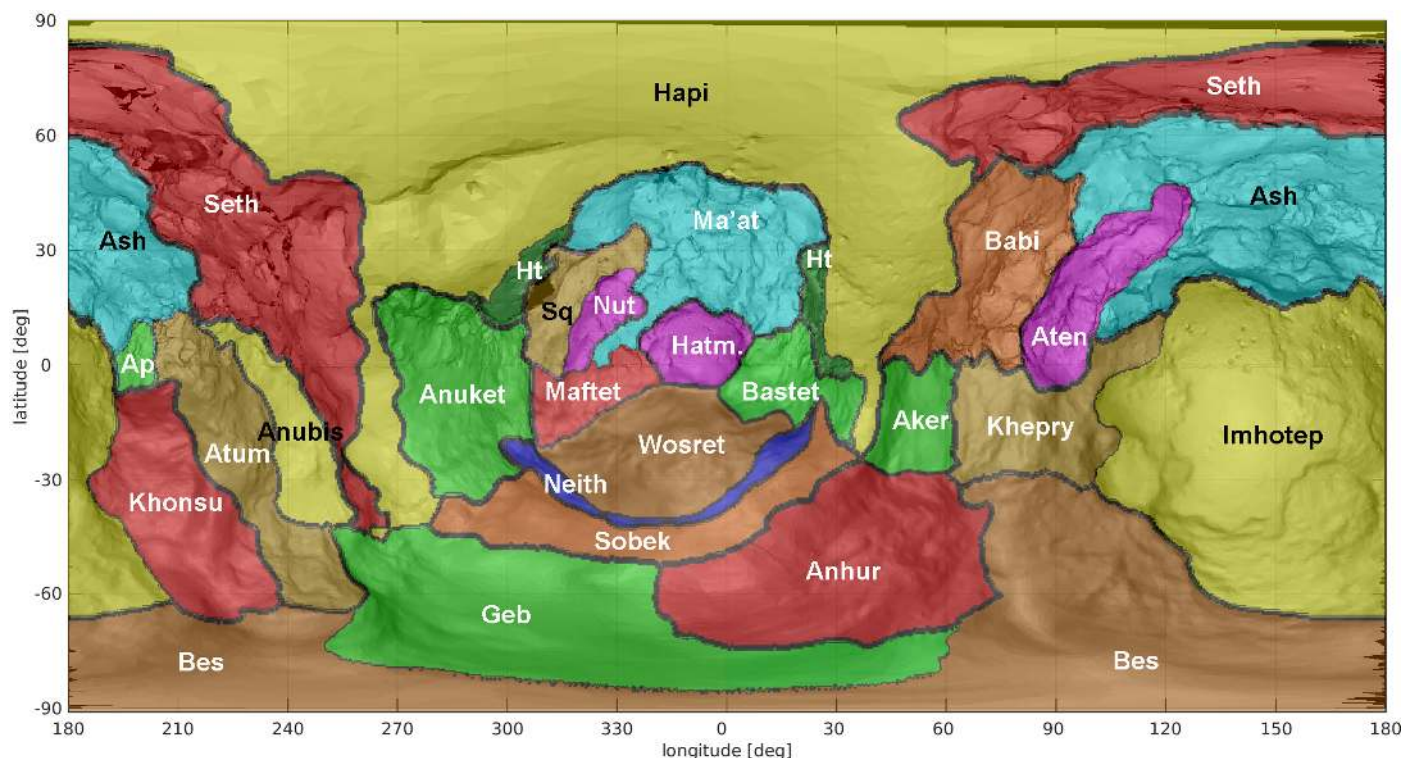 90
60
30
0
-30
-60
-90
latitude [deg]
Hapi
Seth
Seth
Ash
Ash
Ma'at
Babi
Ht
Ht
Sq
Nut
Hatm.
Aten
Ap
Anuket
Maftet
Bastet
Aker
Khepry
Imhotep
Anubis
Atum
Wosret
Neith
Khonsu
Sobek
Anhur
Geb
Bes
Bes
180 210 240 270 300 330 0 30 60 90 120 150 180
longitude [deg]